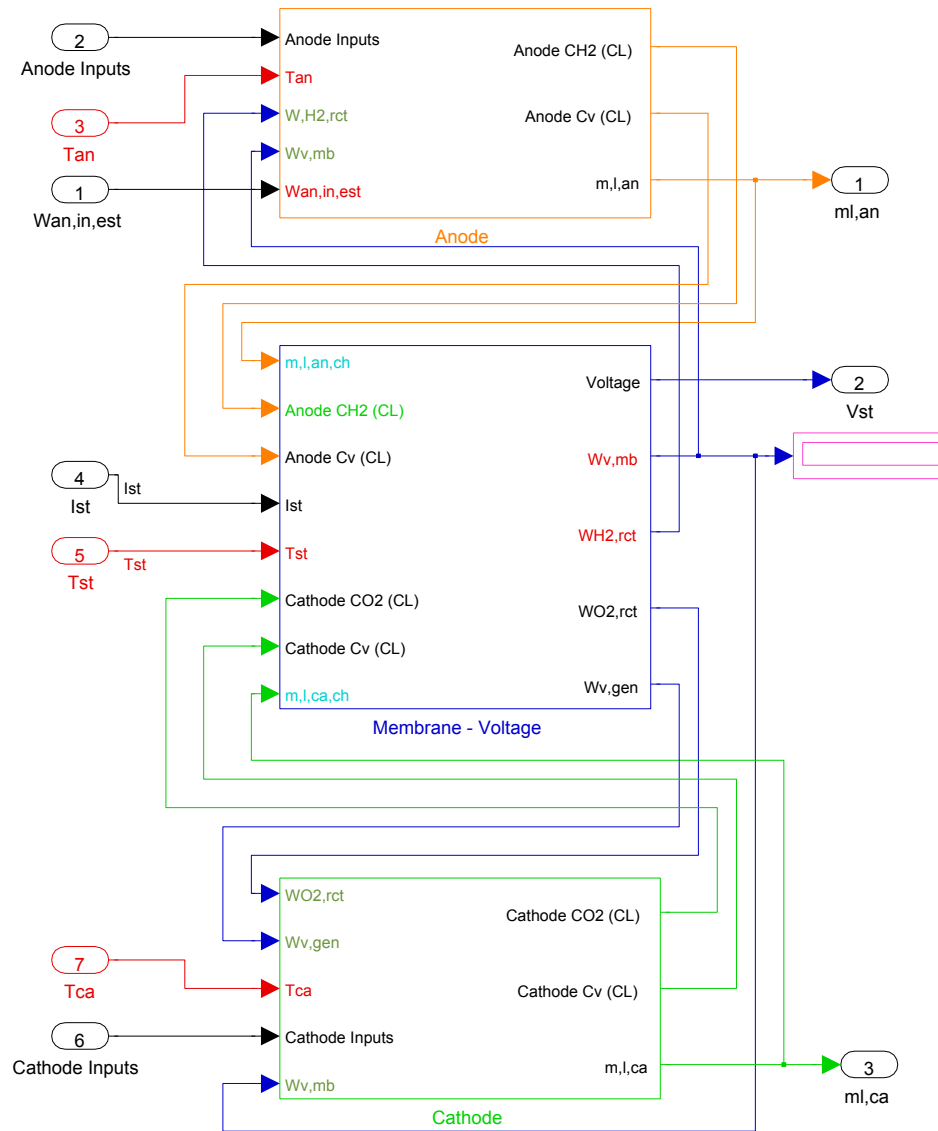 2
Anode Inputs
3
Tan
1
Wan,in,est
Anode Inputs
Tan
W,H2,rct
Wv,mb
Wan,in,est
Anode CH2 (CL)
Anode Cv (CL)
m,l,an
Anode
1
ml,an
m,l,an,ch
Anode CH2 (CL)
Anode Cv (CL)
Ist
Tst
Cathode CO2 (CL)
Cathode Cv (CL)
m,l,ca,ch
Voltage
Wv,mb
WH2,rct
WO2,rct
Wv,gen
Membrane - Voltage
2
Vst
4
Ist
Ist
5
Tst
Tst
WO2,rct
Wv,gen
Tca
Cathode Inputs
Wv,mb
Cathode CO2 (CL)
Cathode Cv (CL)
m,l,ca
Cathode
7
Tca
6
Cathode Inputs
3
ml,ca